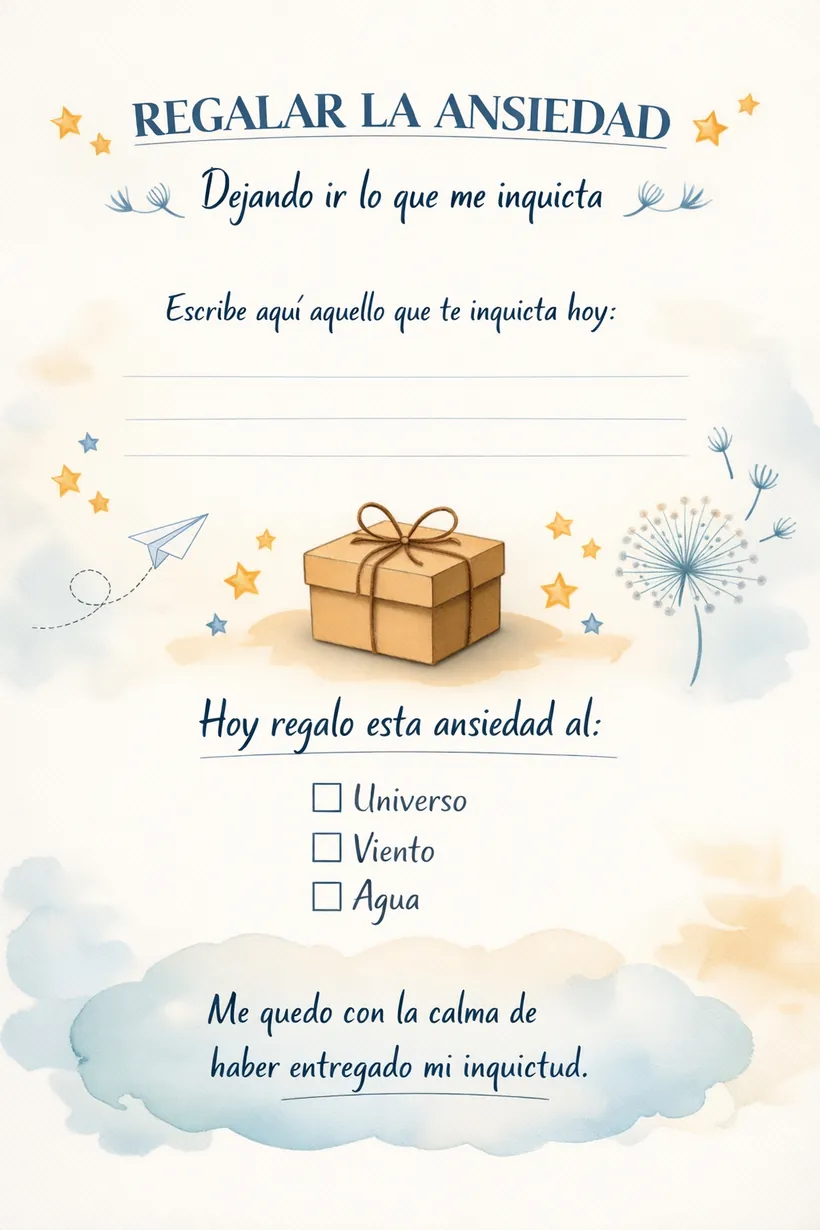 REGALAR LA ANSIEDAD
Dejando ir lo que me inquicta
Escribe aquí aquello que te inquicta hoy:
Hoy regalo esta ansiedad al:
Universo
Viento
Agua
Me quedo con la calma de
haber entregado mi inquictud.